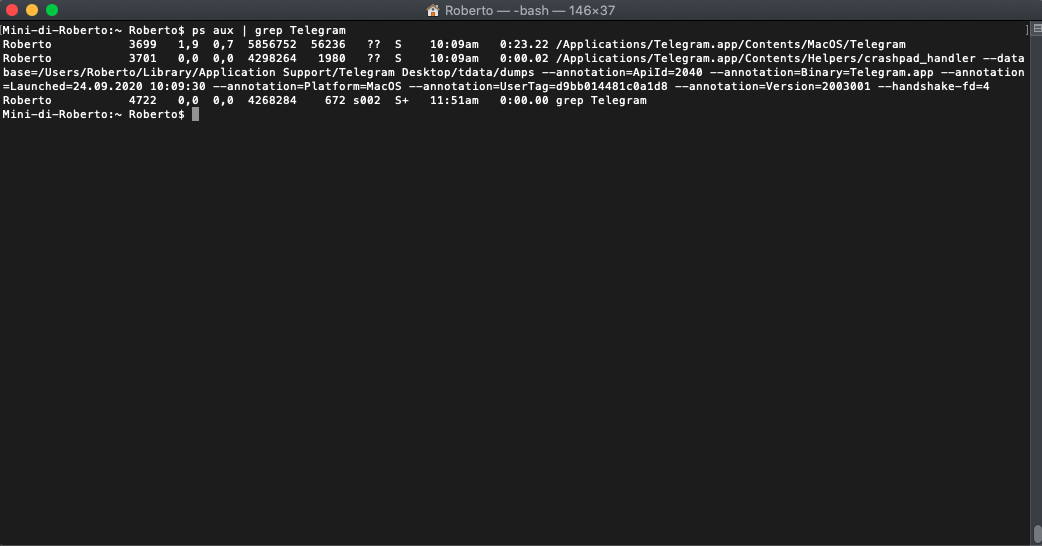 Roberto — -bash — 146×37
[Mini-di-Roberto:~ Roberto$ ps aux | grep Telegram ]
Roberto 3699 1,9 0,7 5856752 56236 ?? S 10:09am 0:23.22 /Applications/Telegram.app/Contents/MacOS/Telegram
Roberto 3701 0,0 0,0 4298264 1980 ?? S 10:09am 0:00.02 /Applications/Telegram.app/Contents/Helpers/crashpad_handler --data
base=/Users/Roberto/Library/Application Support/Telegram Desktop/tdata/dumps --annotation=ApiId=2040 --annotation=Binary=Telegram.app --annotation
=Launched=24.09.2020 10:09:30 --annotation=Platform=MacOS --annotation=UserTag=d9bb014481c0a1d8 --annotation=Version=2003001 --handshake-fd=4
Roberto 4722 0,0 0,0 4268284 672 s002 S+ 11:51am 0:00.00 grep Telegram
Mini-di-Roberto:~ Roberto$